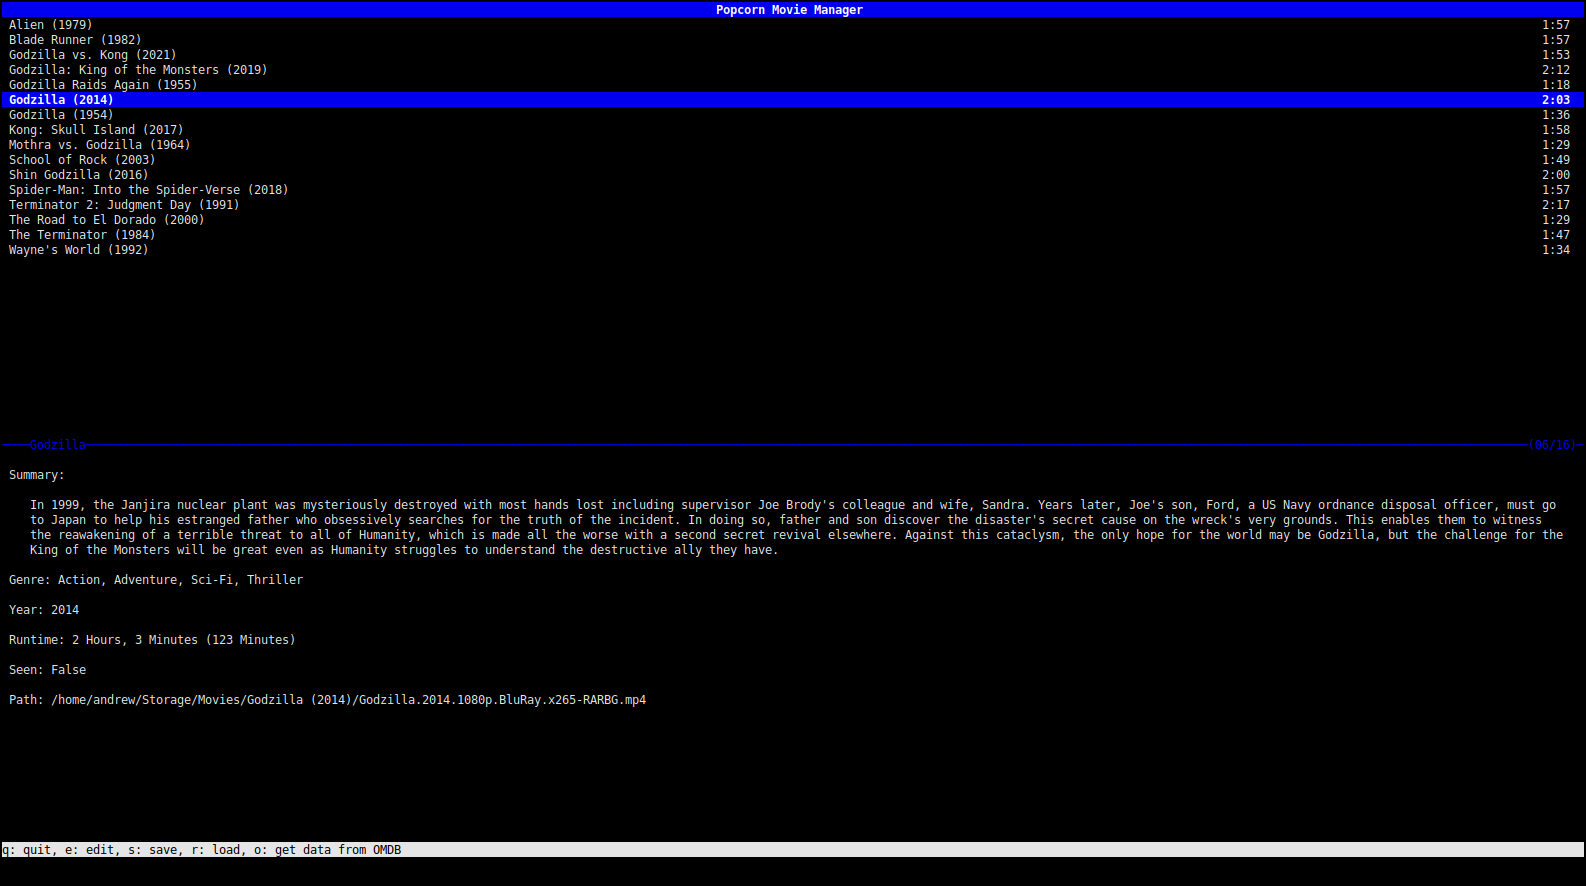 Popcorn Movie Manager
Alien (1979) 1:57
Blade Runner (1982) 1:57
Godzilla vs. Kong (2021) 1:53
Godzilla: King of the Monsters (2019) 2:12
Godzilla Raids Again (1955) 1:18
Godzilla (2014) 2:03
Godzilla (1954) 1:36
Kong: Skull Island (2017) 1:58
Mothra vs. Godzilla (1964) 1:29
School of Rock (2003) 1:49
Shin Godzilla (2016) 2:00
Spider-Man: Into the Spider-Verse (2018) 1:57
Terminator 2: Judgment Day (1991) 2:17
The Road to El Dorado (2000) 1:29
The Terminator (1984) 1:47
Wayne's World (1992) 1:34
Godzilla (06/16)
Summary:
In 1999, the Janjira nuclear plant was mysteriously destroyed with most hands lost including supervisor Joe Brody's colleague and wife, Sandra. Years later, Joe's son, Ford, a US Navy ordnance disposal officer, must go
to Japan to help his estranged father who obsessively searches for the truth of the incident. In doing so, father and son discover the disaster's secret cause on the wreck's very grounds. This enables them to witness
the reawakening of a terrible threat to all of Humanity, which is made all the worse with a second secret revival elsewhere. Against this cataclysm, the only hope for the world may be Godzilla, but the challenge for the
King of the Monsters will be great even as Humanity struggles to understand the destructive ally they have.
Genre: Action, Adventure, Sci-Fi, Thriller
Year: 2014
Runtime: 2 Hours, 3 Minutes (123 Minutes)
Seen: False
Path: /home/andrew/Storage/Movies/Godzilla (2014)/Godzilla.2014.1080p.BluRay.x265-RARBG.mp4
q: quit, e: edit, s: save, r: load, o: get data from OMDB